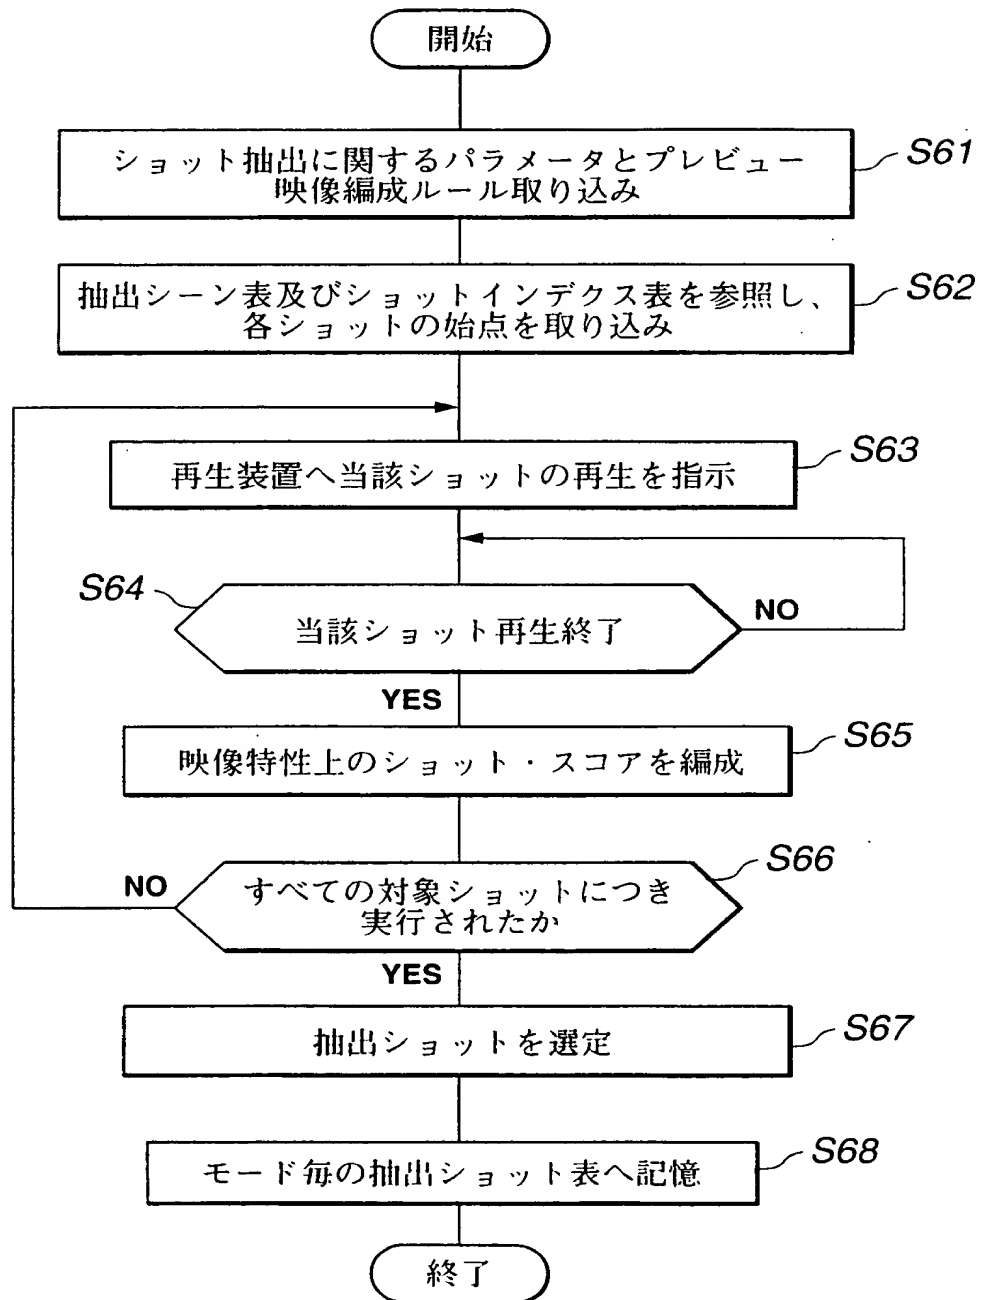 開始
ショット抽出に関するパラメータとプレビュー
映像編成ルール取り込み
S61
抽出シーン表及びショットインデクス表を参照し、
各ショットの始点を取り込み
S62
再生装置へ当該ショットの再生を指示
S63
S64
当該ショット再生終了
NO
YES
映像特性上のショット・スコアを編成
S65
NO
すべての対象ショットにつき
実行されたか
S66
YES
抽出ショットを選定
S67
モード毎の抽出ショット表へ記憶
S68
終了